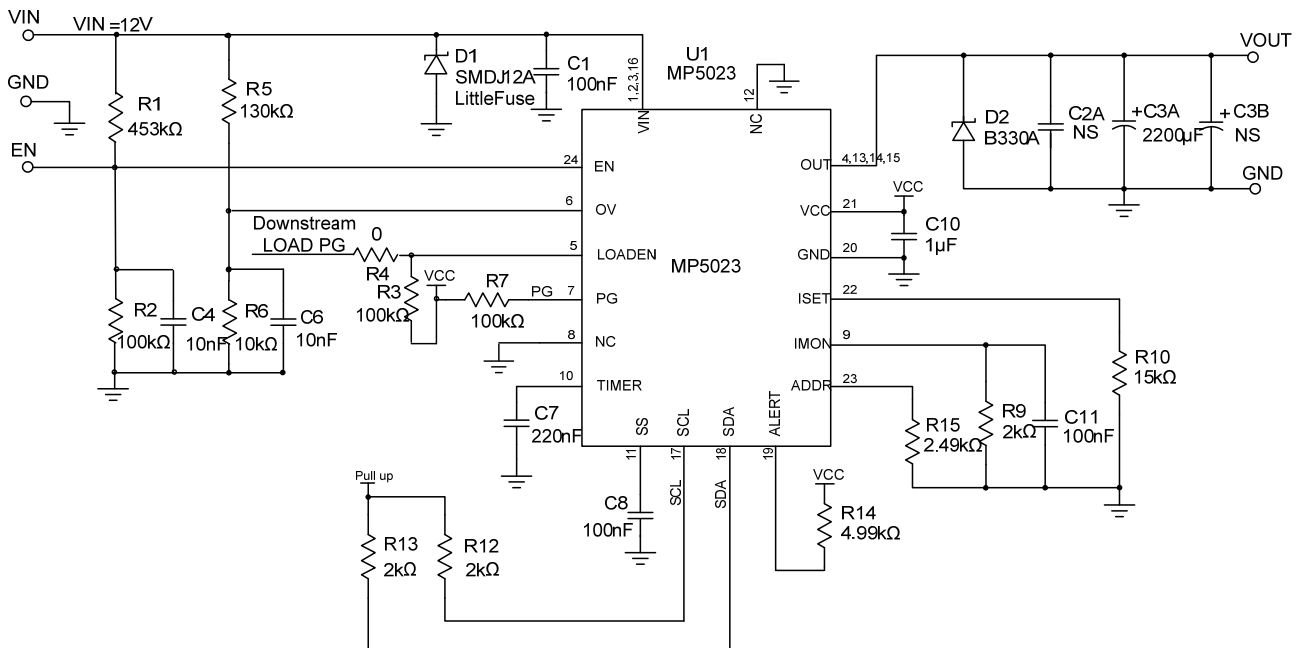 VIN
VIN =12V
GND
EN
R1
453kΩ
R5
130kΩ
D1
SMDJ12A
LittleFuse
C1
100nF
U1
MP5023
1,2,3,16
VIN
12
NC
VOUT
D2
B330A
C2A
NS
+
C3A
2200µF
+
C3B
NS
GND
24
EN
6
OV
5
LOADEN
7
PG
8
NC
10
TIMER
MP5023
OUT
4,13,14,15
VCC
21
GND
20
ISET
22
IMON
9
ADDR
23
VCC
C10
1µF
Downstream
LOAD PG
0
R4
R3
100kΩ
VCC
R7
100kΩ
PG
R2
100kΩ
C4
10nF
R6
10kΩ
C6
10nF
C7
220nF
SS
SCL
SDA
ALERT
11
17
18
19
SCL
SDA
C8
100nF
R15
2.49kΩ
R9
2kΩ
C11
100nF
R10
15kΩ
VCC
R14
4.99kΩ
Pull up
R13
2kΩ
R12
2kΩ